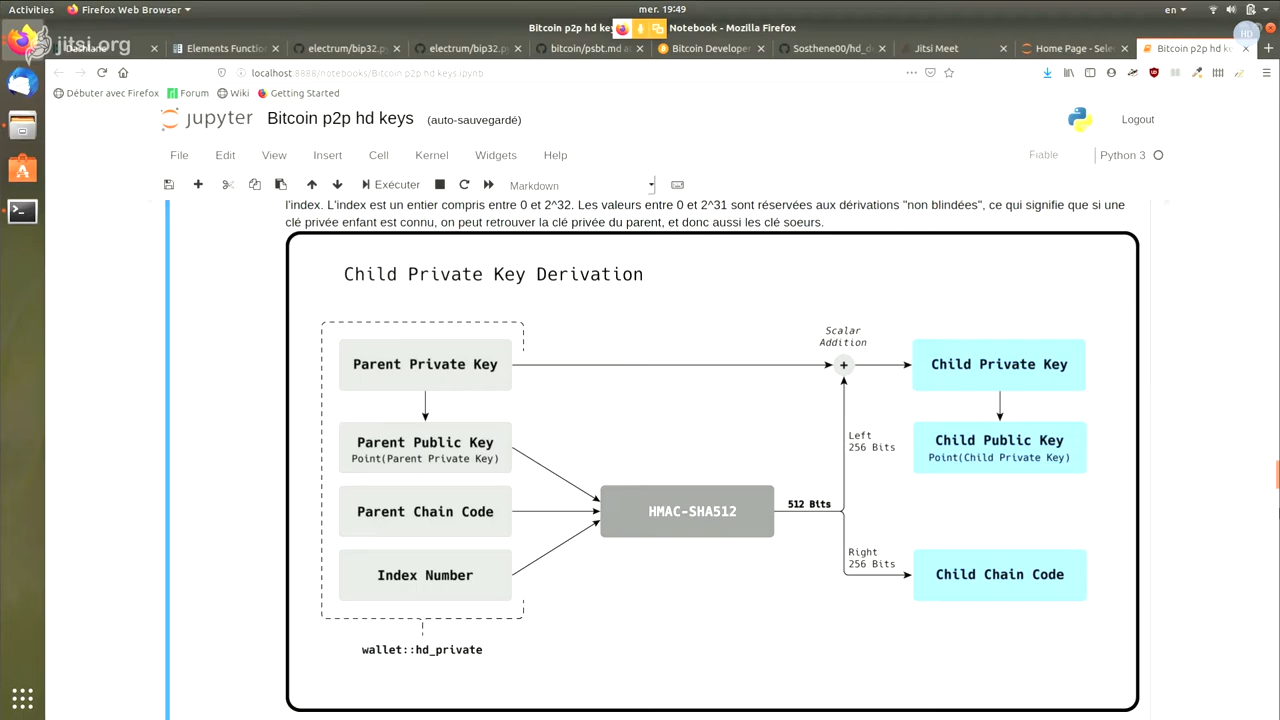 Activities
Firefox Web Browser
mer. 19:49
en
Bitcoin p2p hd key
Notebook - Mozilla Firefox
jitsi.org
HD
Elements Functio
electrum/bip32.p
electrum/bip32.p
bitcoin/psbt.md a
Bitcoin Developer
Sosthene00/hd_d
Jitsi Meet
Home Page - Sele
Bitcoin p2p hd k
localhost:8888/notebooks/Bitcoin p2p hd keys.ipynb
Débuter avec Firefox
Forum
Wiki
Getting Started
jupyter
Bitcoin p2p hd keys
(auto-sauvegardé)
Logout
File
Edit
View
Insert
Cell
Kernel
Widgets
Help
Fiable
Python 3
Exécuter
Markdown
l'index. L'index est un entier compris entre 0 et 2^32. Les valeurs entre 0 et 2^31 sont réservées aux dérivations "non blindées", ce qui signifie que si une
clé privée enfant est connu, on peut retrouver la clé privée du parent, et donc aussi les clé soeurs.
Child Private Key Derivation
Scalar
Addition
Parent Private Key
+
Child Private Key
Parent Public Key
Point(Parent Private Key)
Left
256 Bits
Child Public Key
Point(Child Private Key)
Parent Chain Code
HMAC-SHA512
512 Bits
Right
256 Bits
Index Number
Child Chain Code
wallet::hd_private